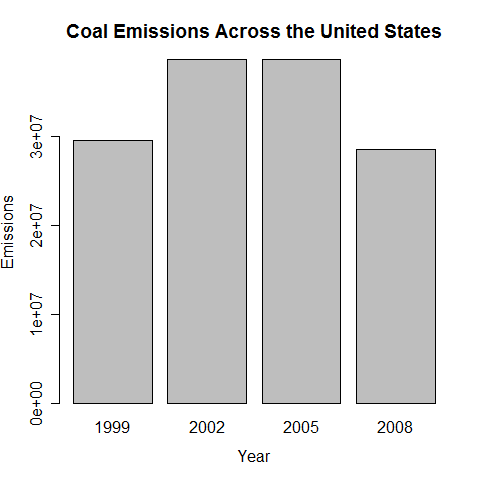 Coal Emissions Across the United States
Emissions
3e+07
2e+07
1e+07
0e+00
1999 2002 2005 2008
Year